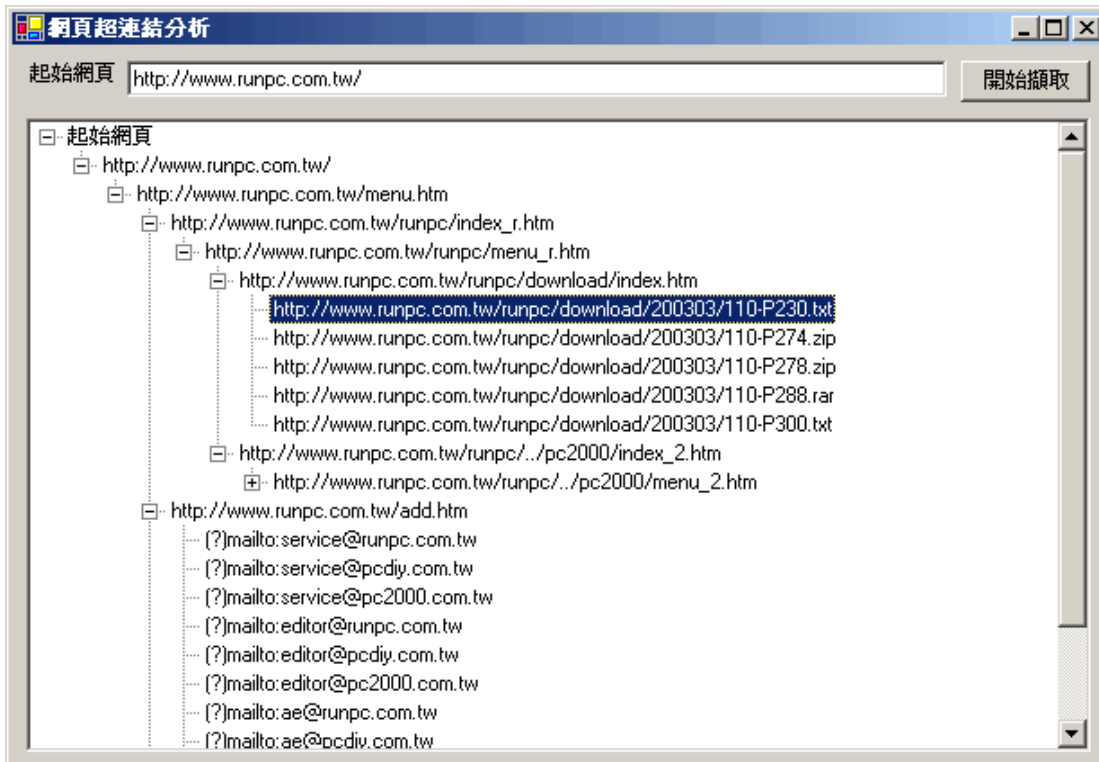 網頁超連結分析
起始網頁 http://www.runpc.com.tw/ 開始擷取
起始網頁
http://www.runpc.com.tw/
http://www.runpc.com.tw/menu.htm
http://www.runpc.com.tw/runpc/index_r.htm
http://www.runpc.com.tw/runpc/menu_r.htm
http://www.runpc.com.tw/runpc/download/index.htm
http://www.runpc.com.tw/runpc/download/200303/110-P230.txt
http://www.runpc.com.tw/runpc/download/200303/110-P274.zip
http://www.runpc.com.tw/runpc/download/200303/110-P278.zip
http://www.runpc.com.tw/runpc/download/200303/110-P288.rar
http://www.runpc.com.tw/runpc/download/200303/110-P300.txt
http://www.runpc.com.tw/runpc/../pc2000/index_2.htm
http://www.runpc.com.tw/runpc/../pc2000/menu_2.htm
http://www.runpc.com.tw/add.htm
(?)mailto:service@runpc.com.tw
(?)mailto:service@pcdiy.com.tw
(?)mailto:service@pc2000.com.tw
(?)mailto:editor@runpc.com.tw
(?)mailto:editor@pcdiy.com.tw
(?)mailto:editor@pc2000.com.tw
(?)mailto:ae@runpc.com.tw
(?)mailto:ae@pcdiy.com.tw